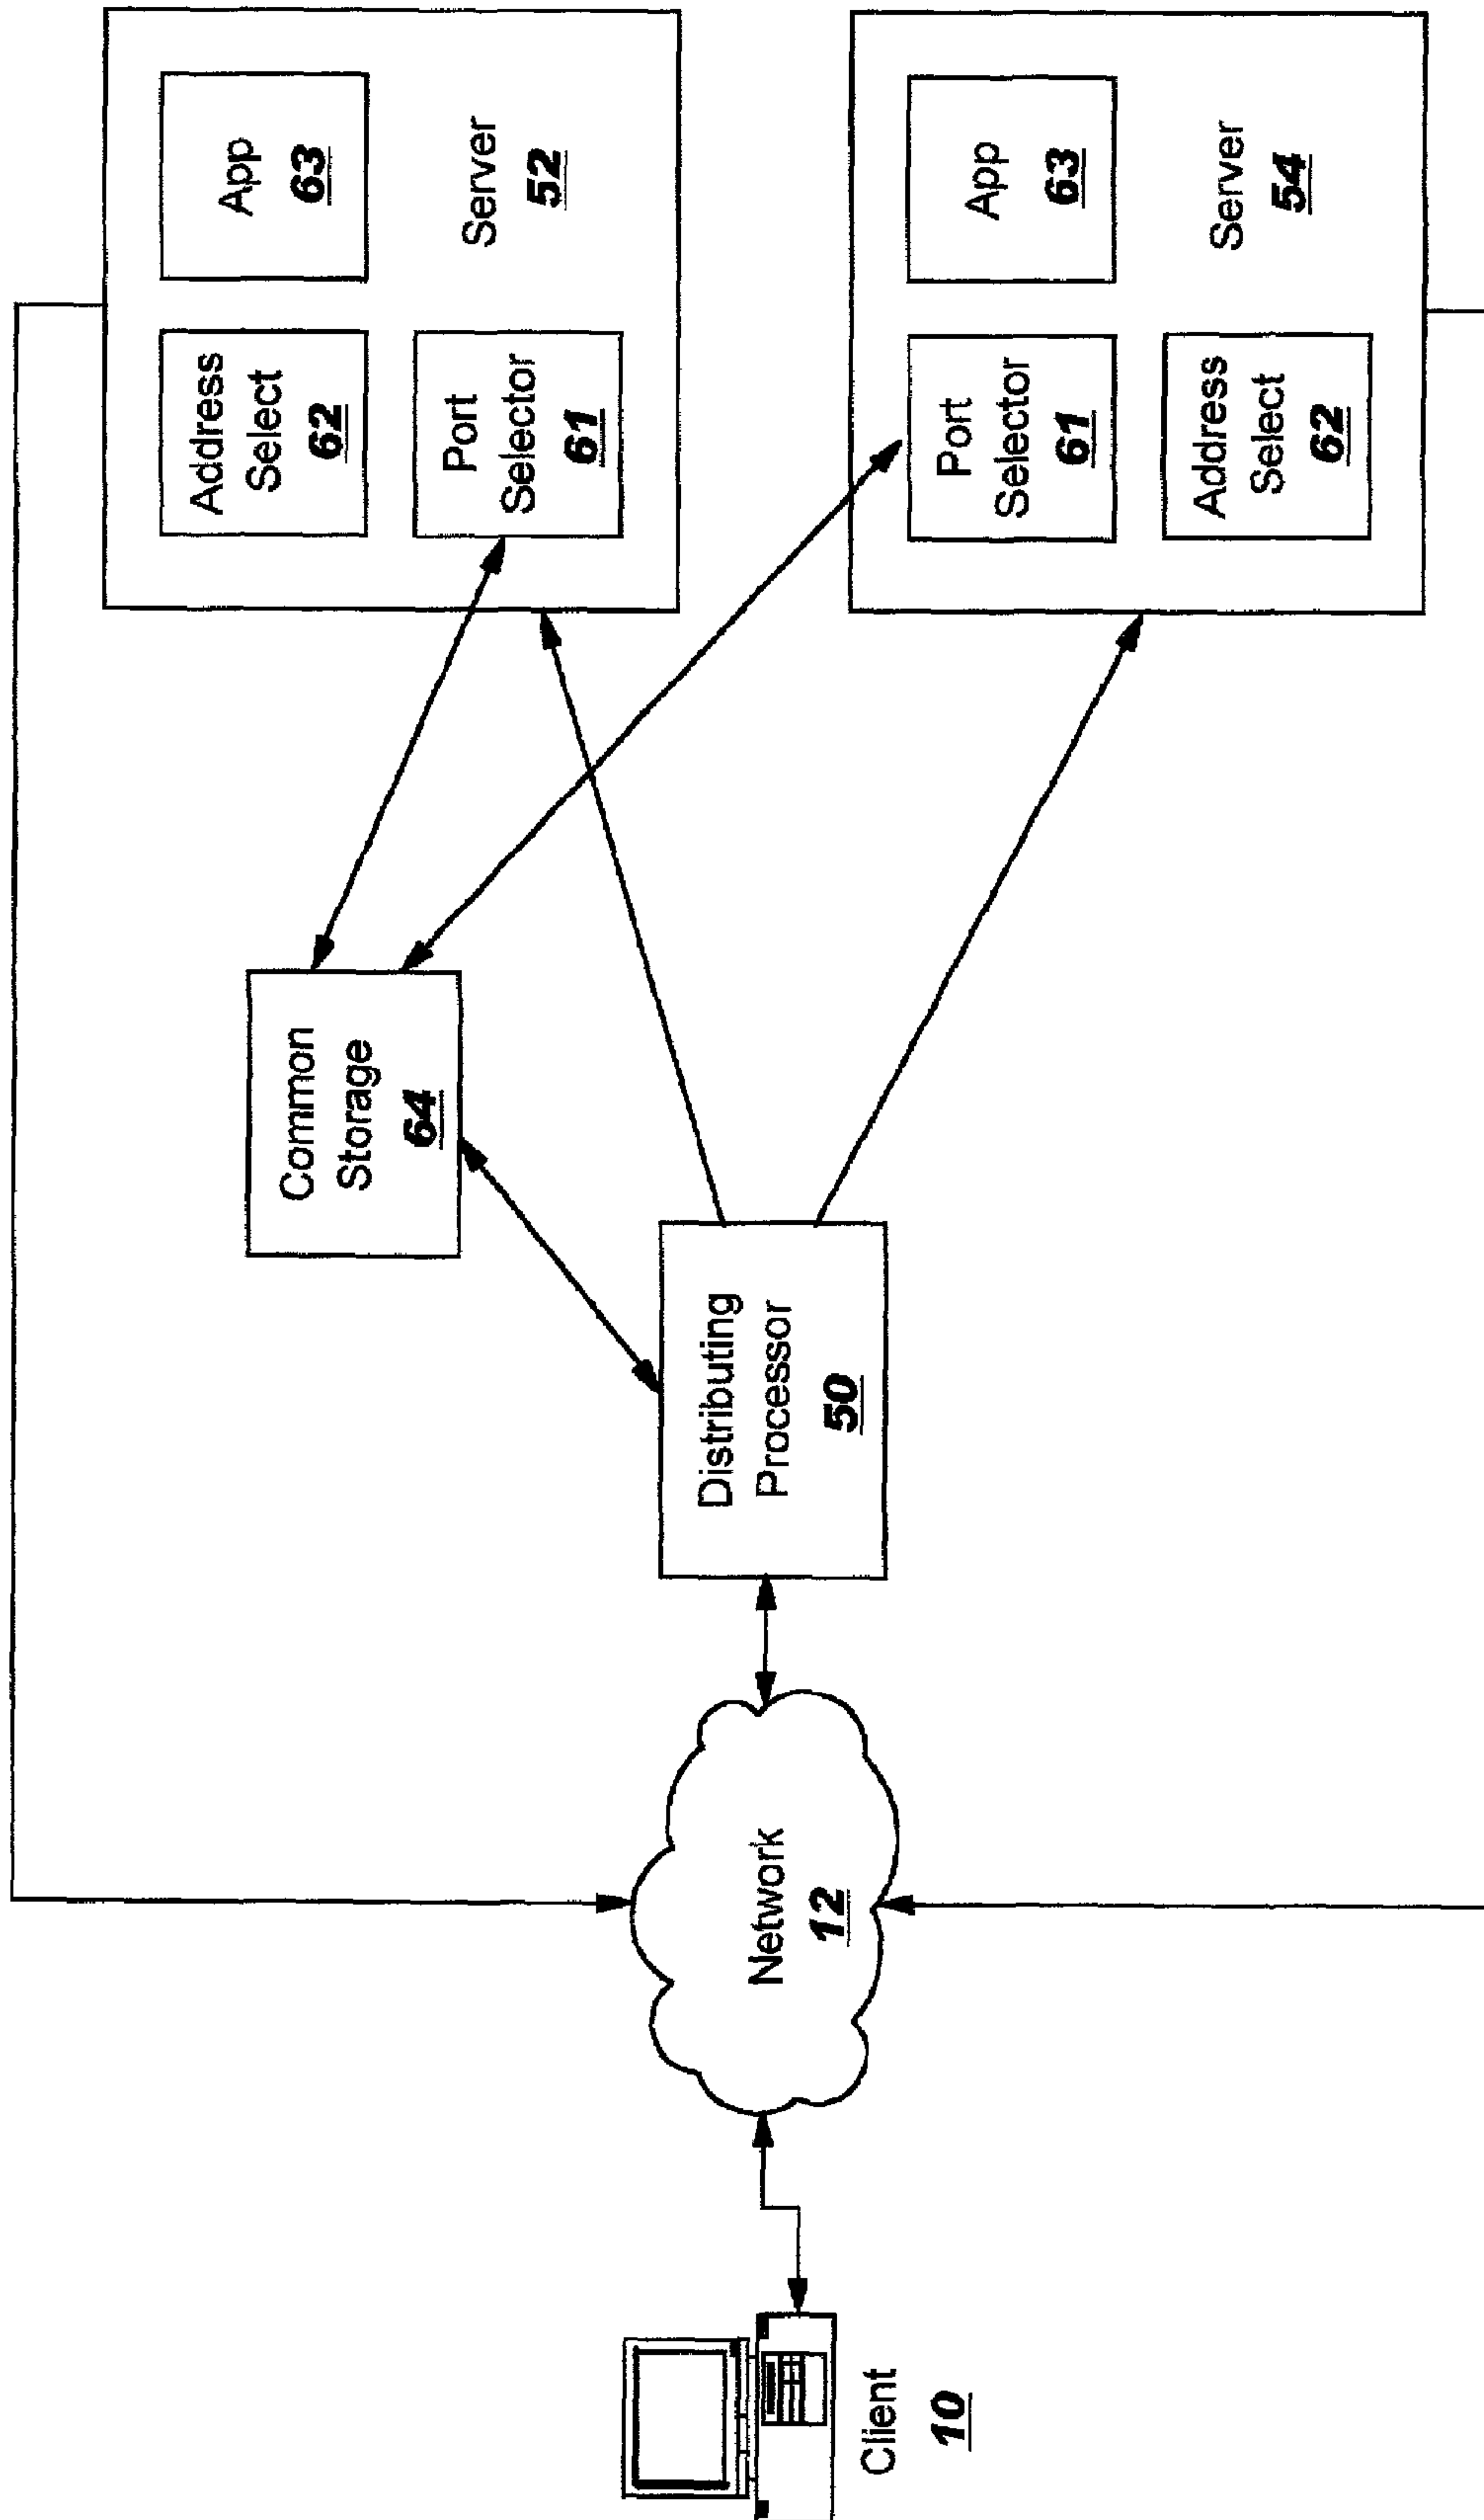 Client
10
Network
12
Distributing
Processor
50
Common
Storage
64
Address
Select
62
App
63
Port
Selector
61
Server
52
Port
Selector
61
App
63
Address
Select
62
Server
54